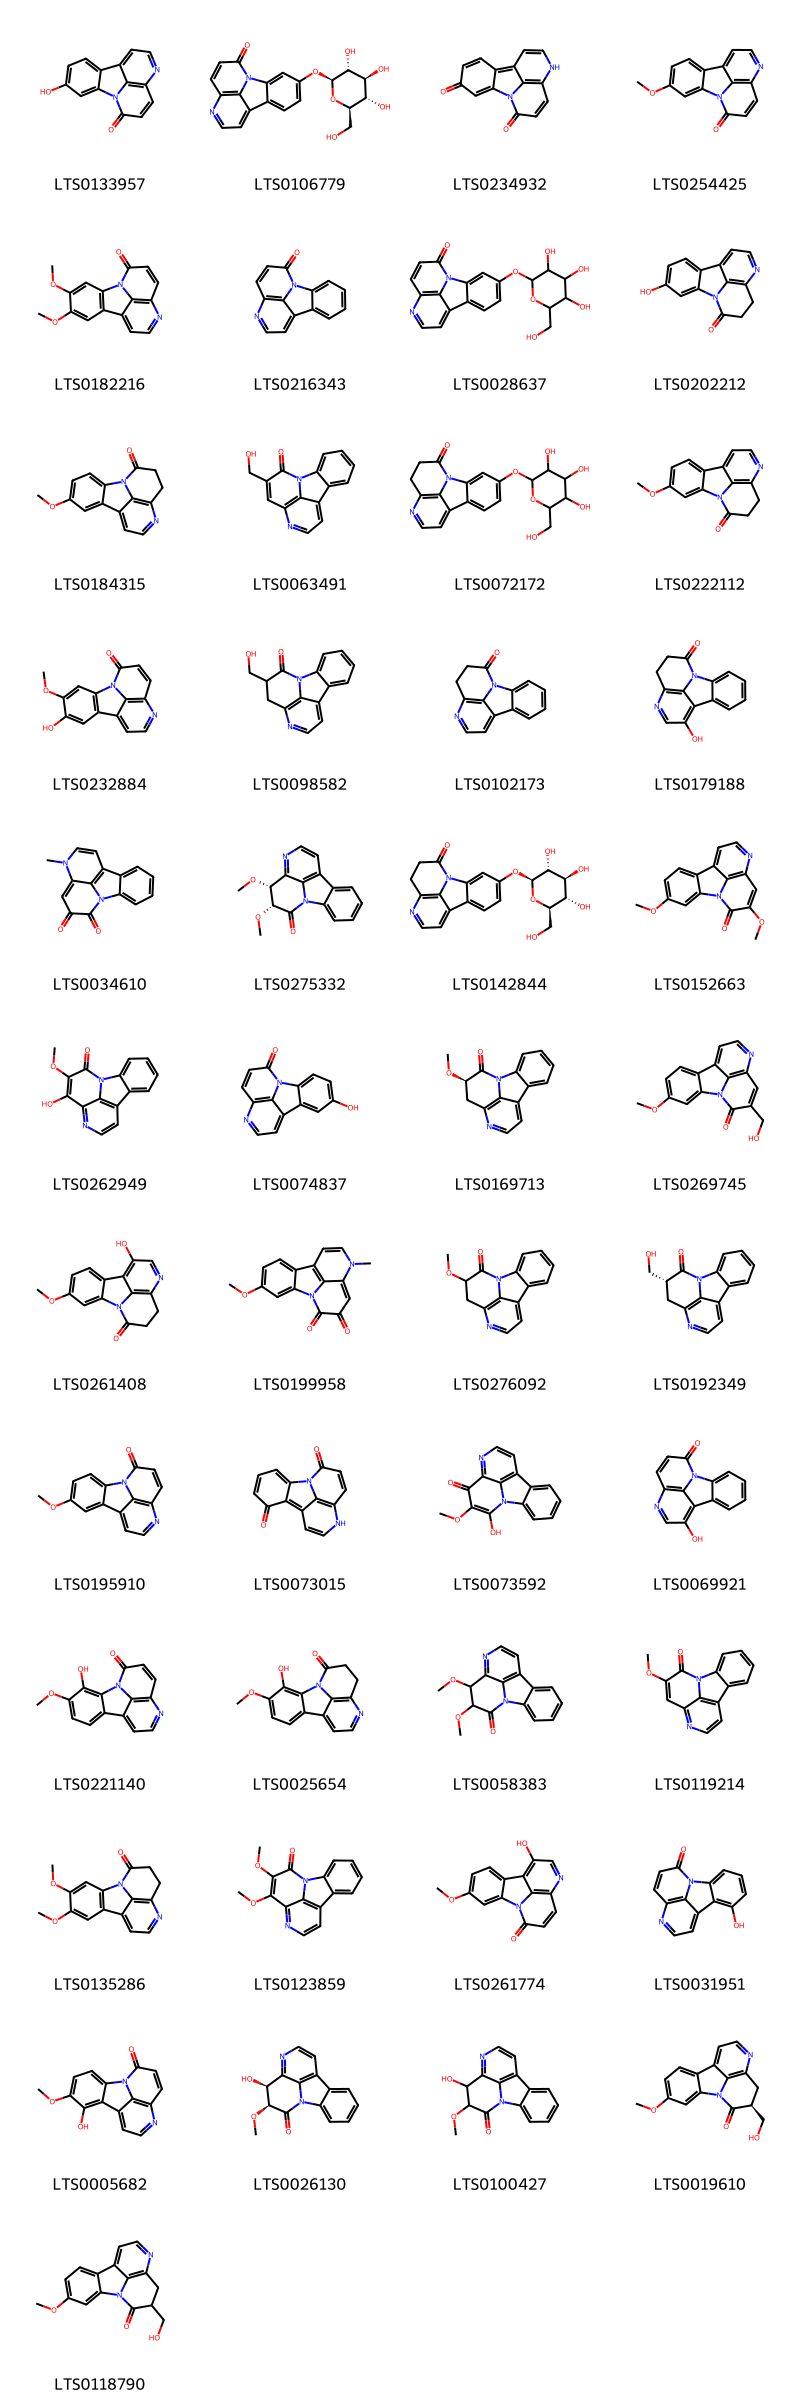 LTS0133957 LTS0106779 LTS0234932 LTS0254425
LTS0182216 LTS0216343 LTS0028637 LTS0202212
LTS0184315 LTS0063491 LTS0072172 LTS0222112
LTS0232884 LTS0098582 LTS0102173 LTS0179188
LTS0034610 LTS0275332 LTS0142844 LTS0152663
LTS0262949 LTS0074837 LTS0169713 LTS0269745
LTS0261408 LTS0199958 LTS0276092 LTS0192349
LTS0195910 LTS0073015 LTS0073592 LTS0069921
LTS0221140 LTS0025654 LTS0058383 LTS0119214
LTS0135286 LTS0123859 LTS0261774 LTS0031951
LTS0005682 LTS0026130 LTS0100427 LTS0019610
LTS0118790